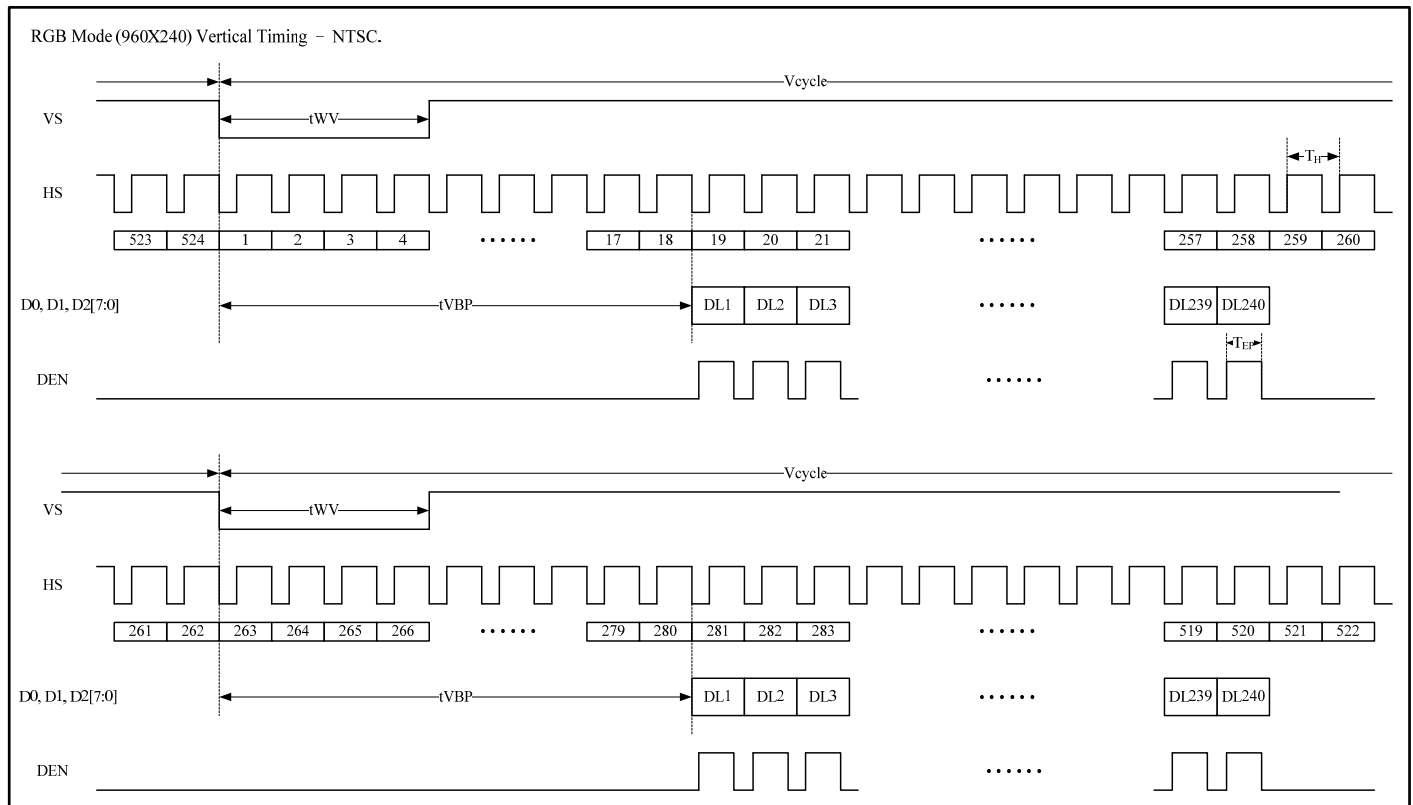 RGB Mode (960X240) Vertical Timing – NTSC.
Vcycle
VS
tWV
TH
HS
523 524 1 2 3 4 ...... 17 18 19 20 21 ...... 257 258 259 260
D0, D1, D2[7:0]
tVBP
DL1 DL2 DL3 ...... DL239 DL240
TEP
DEN
......
Vcycle
VS
tWV
HS
261 262 263 264 265 266 ...... 279 280 281 282 283 ...... 519 520 521 522
D0, D1, D2[7:0]
tVBP
DL1 DL2 DL3 ...... DL239 DL240
DEN
......